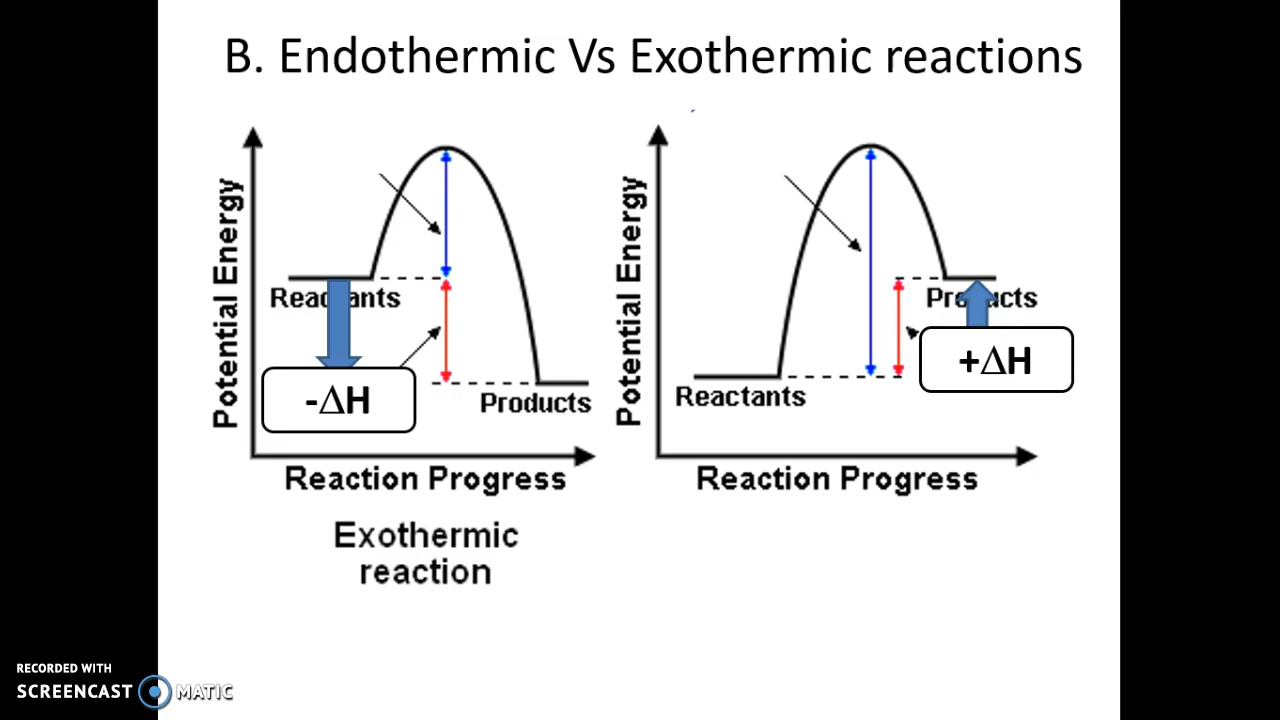 B. Endothermic Vs Exothermic reactions
Potential Energy
Reactants
-ΔH
Products
Reaction Progress
Exothermic
reaction
Potential Energy
Products
+ΔH
Reactants
Reaction Progress
RECORDED WITH
SCREENCAST MATIC